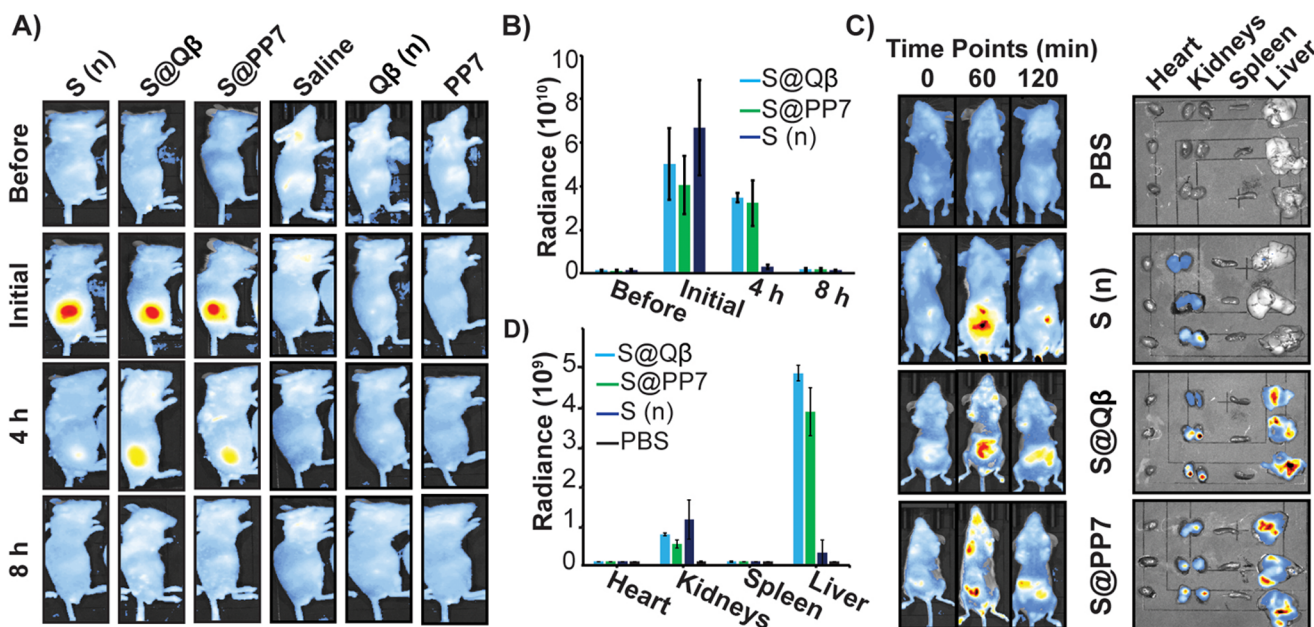 A)
S (n)
S@Qβ
S@PP7
Saline
Qβ (n)
PP7
Before
Initial
4 h
8 h
B)
Radiance (10¹⁰)
10
8
6
4
2
0
S@Qβ
S@PP7
S (n)
Before
Initial
4 h
8 h
D)
Radiance (10⁹)
5
4
3
2
1
0
S@Qβ
S@PP7
S (n)
PBS
Heart
Kidneys
Spleen
Liver
C)
Time Points (min)
0 60 120
Heart
Kidneys
Spleen
Liver
PBS
S (n)
S@Qβ
S@PP7